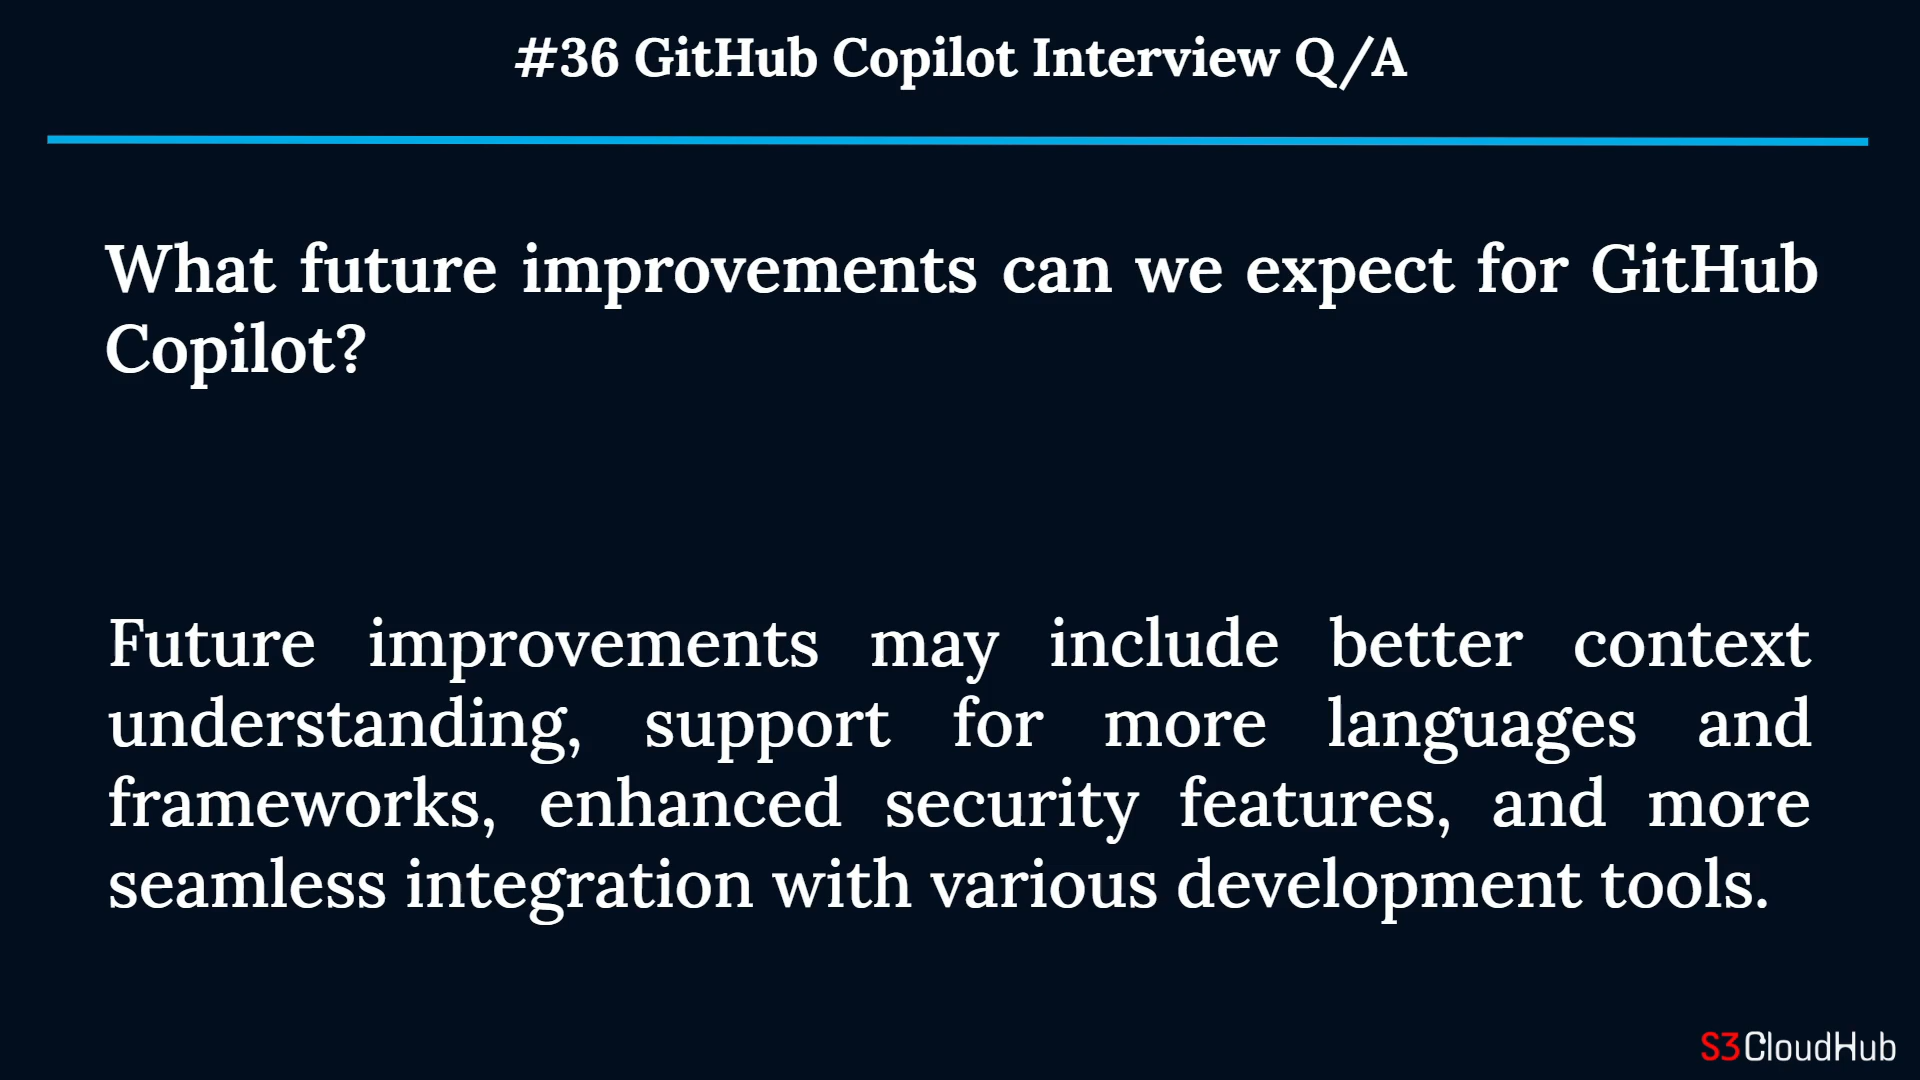 #36 GitHub Copilot Interview Q/A
What future improvements can we expect for GitHub
Copilot?
Future improvements may include better context
understanding, support for more languages and
frameworks, enhanced security features, and more
seamless integration with various development tools.
S3CloudHub